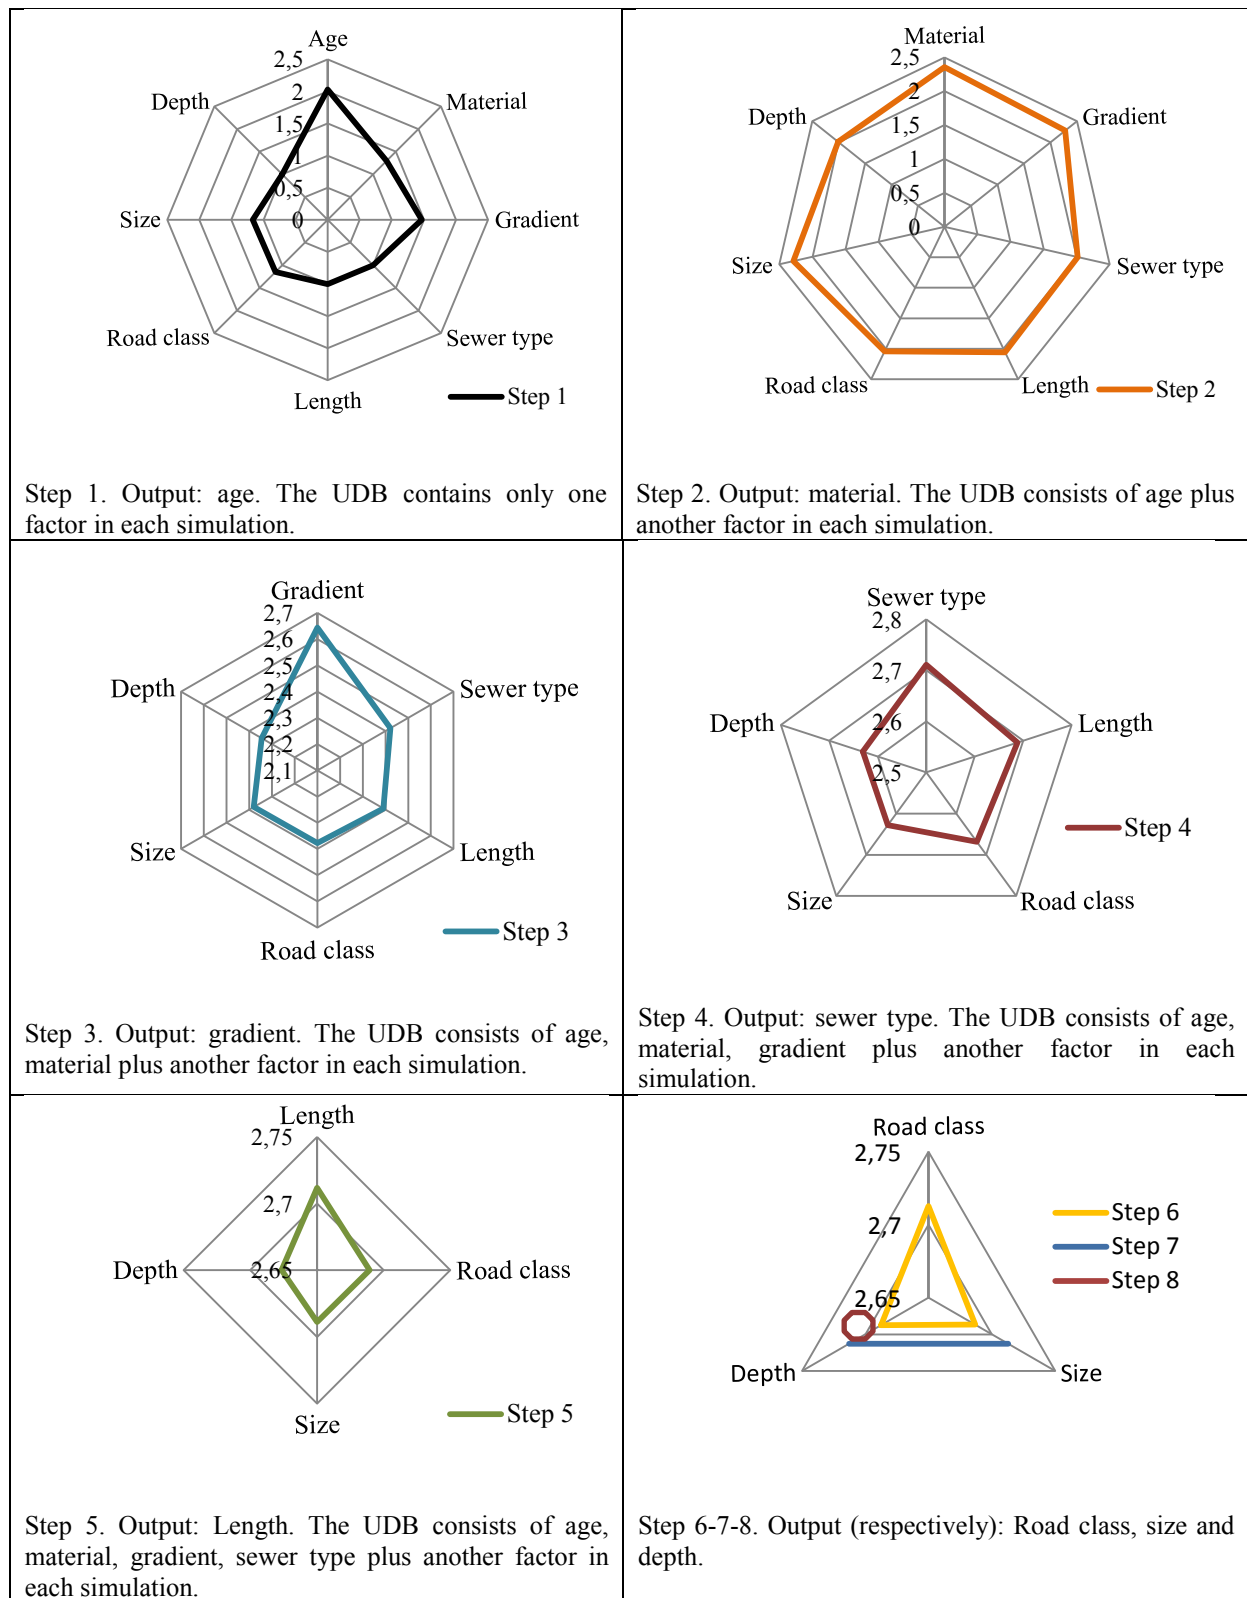 Age
2,5
2
1,5
1
0,5
0
Material
Gradient
Sewer type
Length
Road class
Size
Depth
Step 1
Step 1. Output: age. The UDB contains only one
factor in each simulation.
Material
2,5
2
1,5
1
0,5
0
Gradient
Sewer type
Length
Road class
Size
Depth
Step 2
Step 2. Output: material. The UDB consists of age plus
another factor in each simulation.
Gradient
2,7
2,6
2,5
2,4
2,3
2,2
2,1
Sewer type
Length
Road class
Size
Depth
Step 3
Step 3. Output: gradient. The UDB consists of age,
material plus another factor in each simulation.
Sewer type
2,8
2,7
2,6
2,5
Length
Road class
Size
Depth
Step 4
Step 4. Output: sewer type. The UDB consists of age,
material, gradient plus another factor in each
simulation.
Length
2,75
2,7
2,65
Road class
Size
Depth
Step 5
Step 5. Output: Length. The UDB consists of age,
material, gradient, sewer type plus another factor in
each simulation.
Road class
2,75
2,7
2,65
Size
Depth
Step 6
Step 7
Step 8
Step 6-7-8. Output (respectively): Road class, size and
depth.